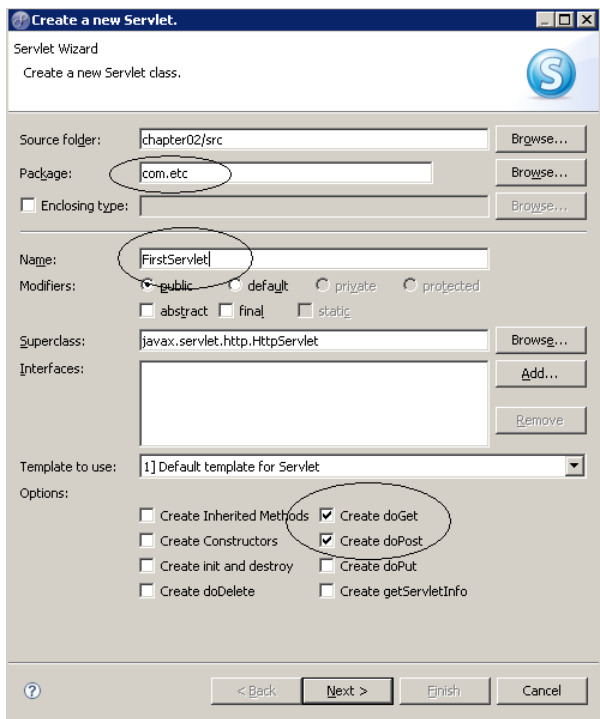 Create a new Servlet.
Servlet Wizard
Create a new Servlet class.
S
Source folder: chapter02/src Browse...
Package: com.etc Browse...
Enclosing type: Browse...
Name: FirstServlet
Modifiers: public default private protected
abstract final static
Superclass: javax.servlet.http.HttpServlet Browse...
Interfaces: Add...
Remove
Template to use: 1] Default template for Servlet
Options:
Create Inherited Methods Create doGet
Create Constructors Create doPost
Create init and destroy Create doPut
Create doDelete Create getServletInfo
? < Back Next > Finish Cancel